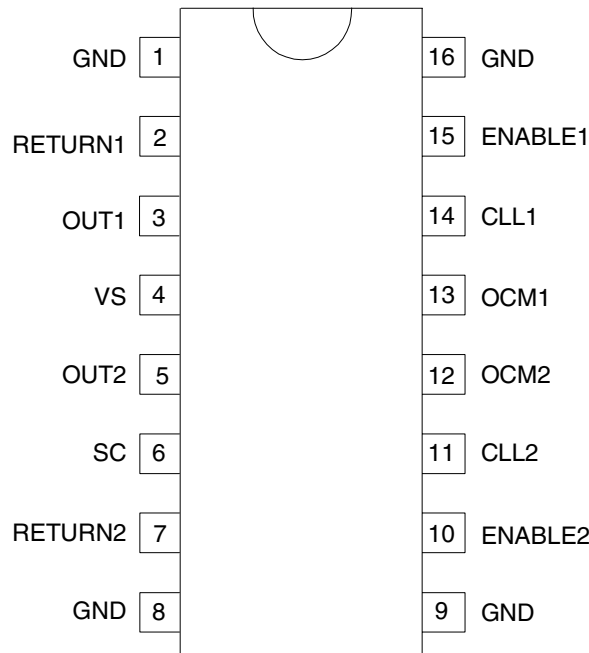 GND 1 16 GND
RETURN1 2 15 ENABLE1
OUT1 3 14 CLL1
VS 4 13 OCM1
OUT2 5 12 OCM2
SC 6 11 CLL2
RETURN2 7 10 ENABLE2
GND 8 9 GND